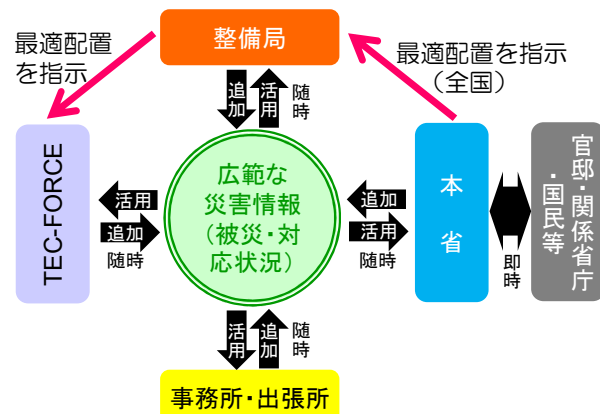 最適配置
を指示
整備局
最適配置を指示
（全国）
追加
活用
随時
TEC-FORCE
活用
追加
随時
広範な
災害情報
（被災・対
応状況）
追加
活用
随時
本
省
即時
官邸・関係省庁
・国民等
活用
追加
随時
事務所・出張所